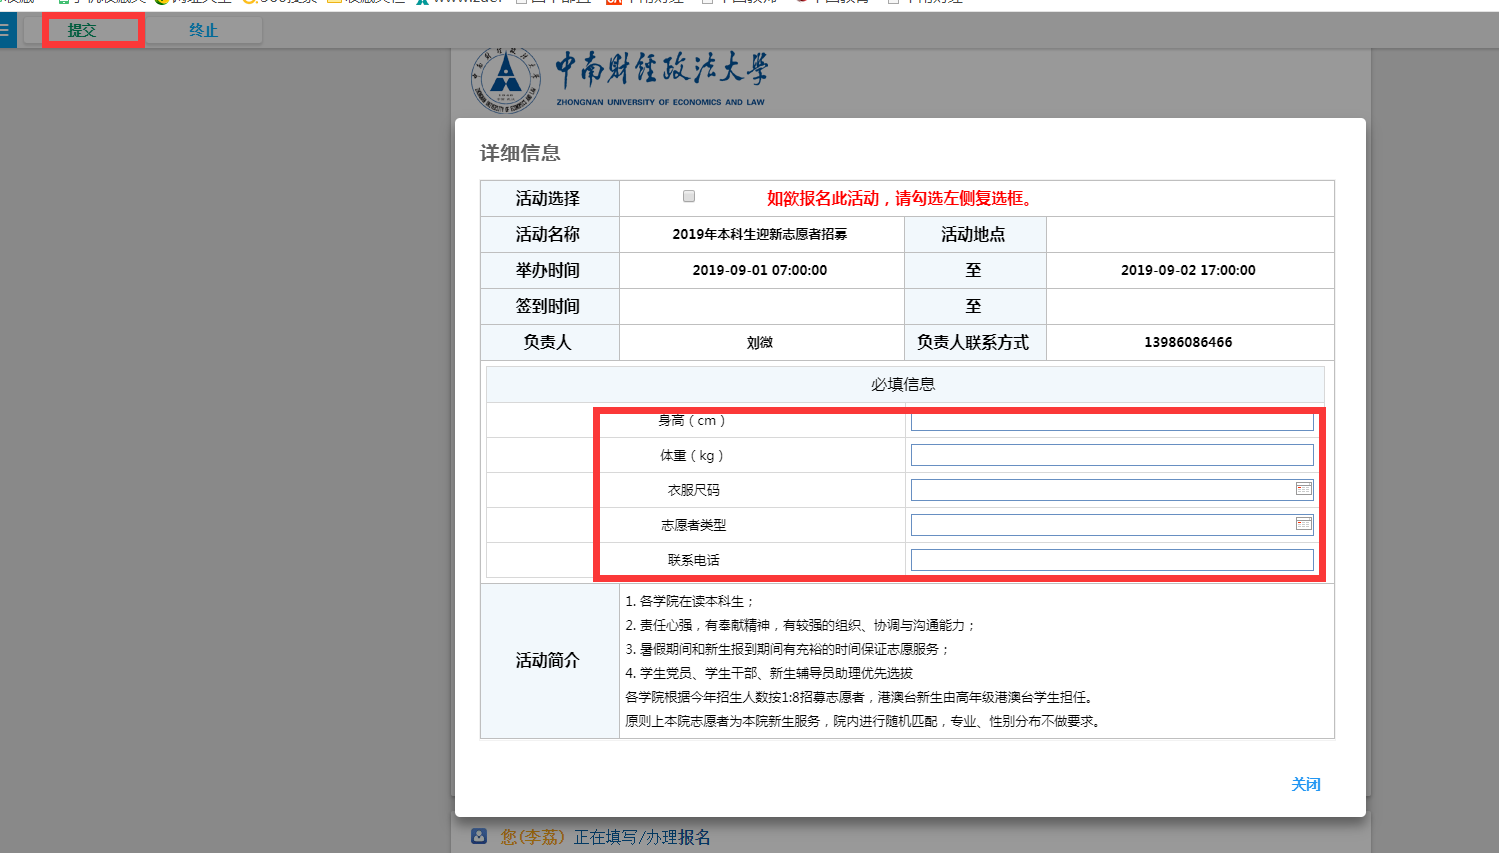 提交 终止
中南财经政法大学
ZHONGNAN UNIVERSITY OF ECONOMICS AND LAW
详细信息
活动选择 如欲报名此活动，请勾选左侧复选框。
活动名称 2019年本科生迎新志愿者招募 活动地点
举办时间 2019-09-01 07:00:00 至 2019-09-02 17:00:00
签到时间 至
负责人 刘微 负责人联系方式 13986086466
必填信息
身高（cm）
体重（kg）
衣服尺码
志愿者类型
联系电话
活动简介
1. 各学院在读本科生；
2. 责任心强，有奉献精神，有较强的组织、协调与沟通能力；
3. 暑假期间和新生报到期间有充裕的时间保证志愿服务；
4. 学生党员、学生干部、新生辅导员助理优先选拔
各学院根据今年招生人数按1:8招募志愿者，港澳台新生由高年级港澳台学生担任。
原则上本院志愿者为本院新生服务，院内进行随机匹配，专业、性别分布不做要求。
关闭
您(李荔) 正在填写/办理报名